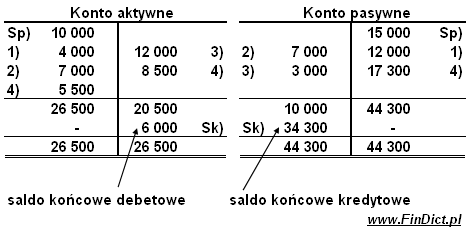 Konto aktywne Konto pasywne
Sp) 10 000 15 000 Sp)
1) 4 000 12 000 3) 2) 7 000 12 000 1)
2) 7 000 8 500 4) 3) 3 000 17 300 4)
4) 5 500
26 500 20 500 10 000 44 300
- 6 000 Sk) Sk) 34 300 -
26 500 26 500 44 300 44 300
saldo końcowe debetowe saldo końcowe kredytowe
www.FinDict.pl